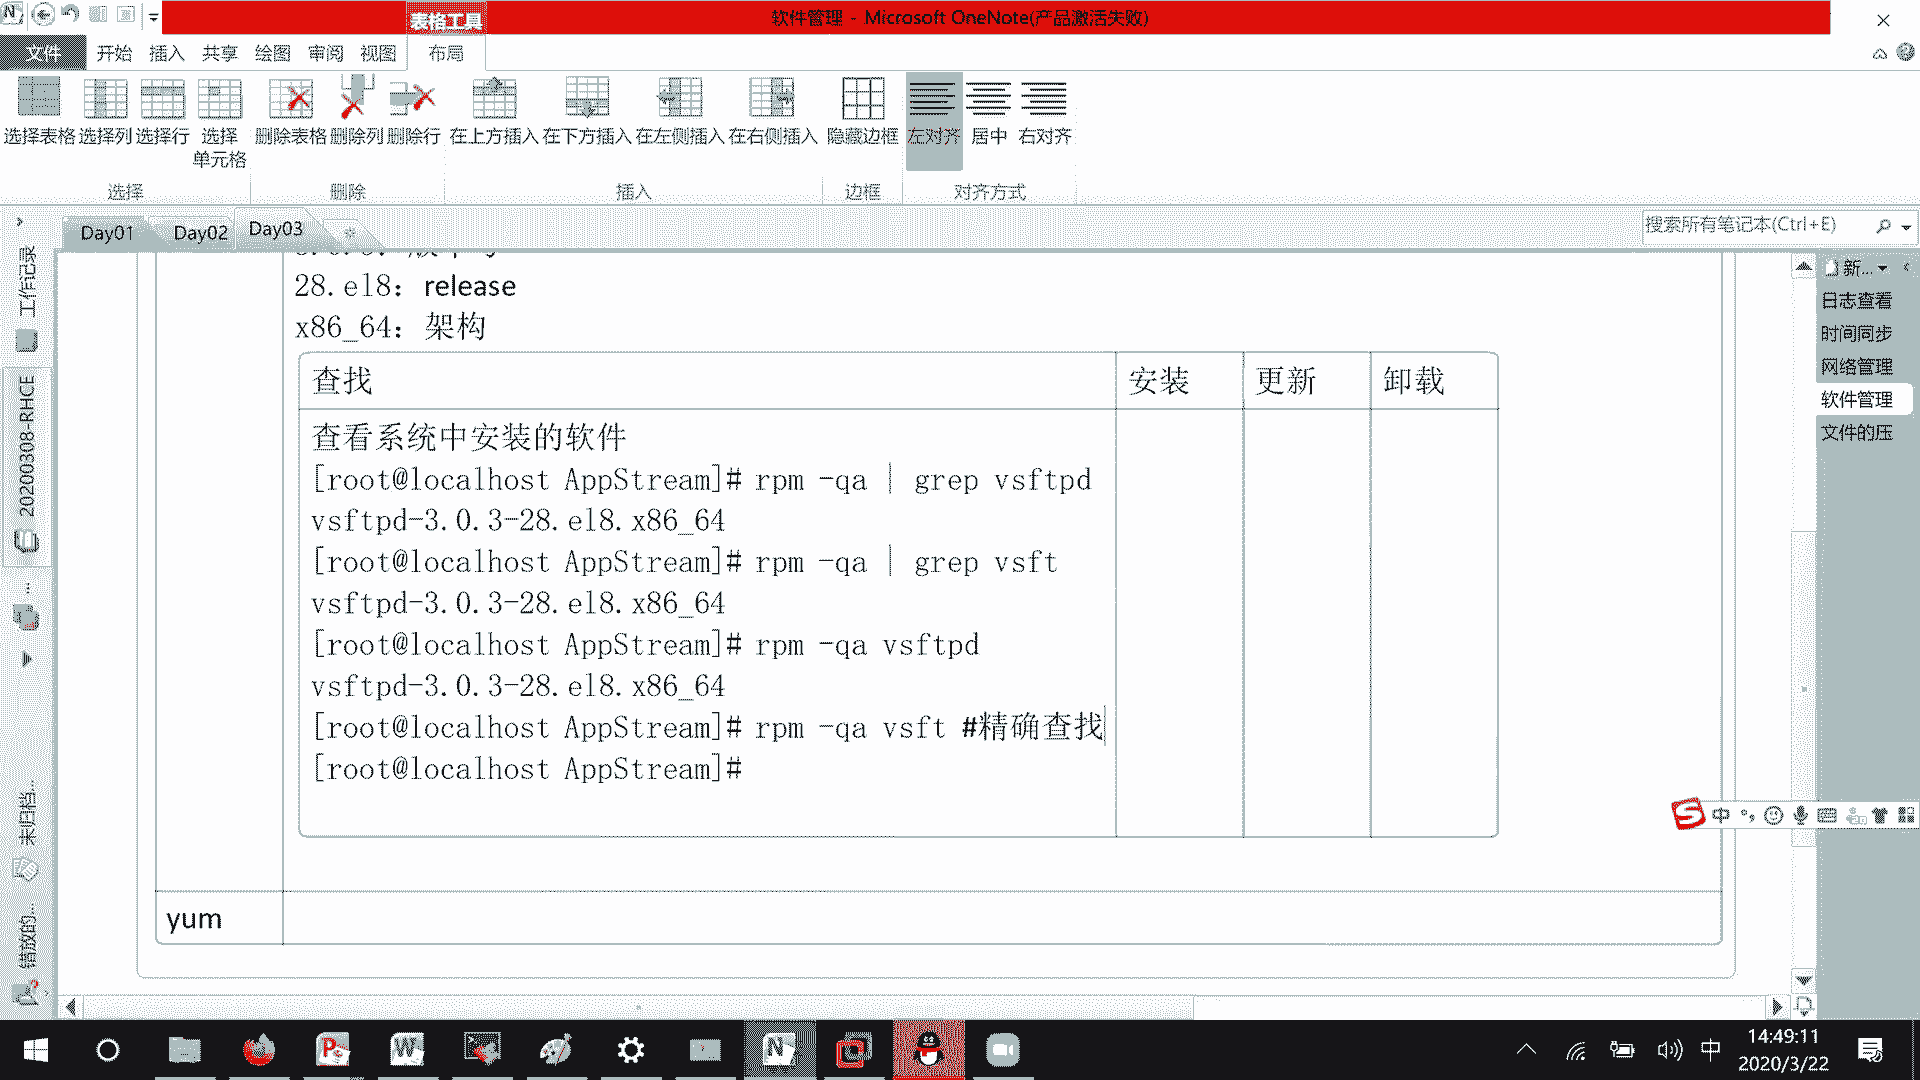 表格工具
软件管理 - Microsoft OneNote(产品激活失败)
文件 开始 插入 共享 绘图 审阅 视图 布局
选择表格 选择列 选择行 选择单元格 删除表格 删除列 删除行 在上方插入 在下方插入 在左侧插入 在右侧插入 隐藏边框 左对齐 居中 右对齐
选择 删除 插入 边框 对齐方式
Day01 Day02 Day03
搜索所有笔记本(Ctrl+E)
工作记录
20200308-RHCE
...
未归档...
错放的...
28.el8：release
x86_64：架构
查找 安装 更新 卸载
查看系统中安装的软件
[root@localhost AppStream]# rpm -qa | grep vsftpd
vsftpd-3.0.3-28.el8.x86_64
[root@localhost AppStream]# rpm -qa | grep vsft
vsftpd-3.0.3-28.el8.x86_64
[root@localhost AppStream]# rpm -qa vsftpd
vsftpd-3.0.3-28.el8.x86_64
[root@localhost AppStream]# rpm -qa vsft #精确查找
[root@localhost AppStream]#
yum
新...
日志查看
时间同步
网络管理
软件管理
文件的压
中
中
14:49:11
2020/3/22